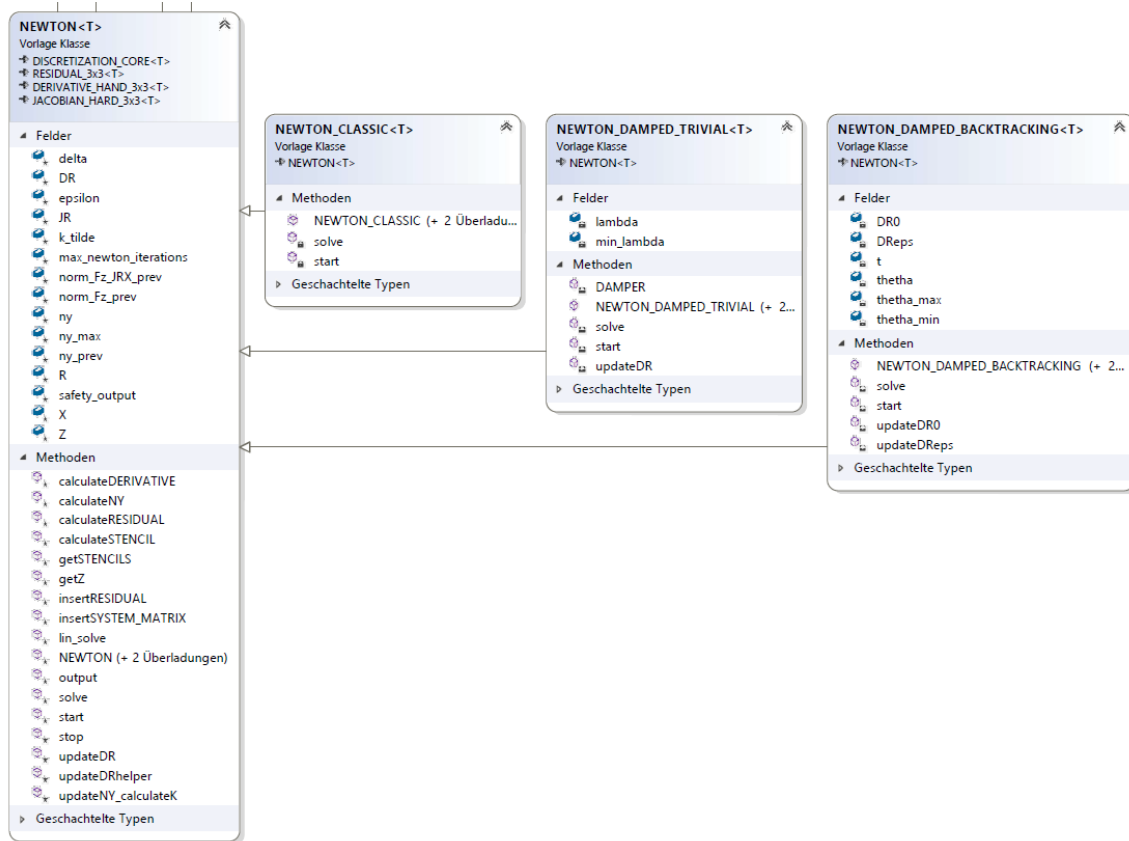 NEWTON<T>
Vorlage Klasse
DISCRETIZATION_CORE<T>
RESIDUAL_3x3<T>
DERIVATIVE_HAND_3x3<T>
JACOBIAN_HARD_3x3<T>
Felder
delta
DR
epsilon
JR
k_tilde
max_newton_iterations
norm_Fz_JRX_prev
norm_Fz_prev
ny
ny_max
ny_prev
R
safety_output
X
Z
Methoden
calculateDERIVATIVE
calculateNY
calculateRESIDUAL
calculateSTENCIL
getSTENCILS
getZ
insertRESIDUAL
insertSYSTEM_MATRIX
lin_solve
NEWTON (+ 2 Überladungen)
output
solve
start
stop
updateDR
updateDRhelper
updateNY_calculateK
Geschachtelte Typen
NEWTON_CLASSIC<T>
Vorlage Klasse
NEWTON<T>
Methoden
NEWTON_CLASSIC (+ 2 Überladu...
solve
start
Geschachtelte Typen
NEWTON_DAMPED_TRIVIAL<T>
Vorlage Klasse
NEWTON<T>
Felder
lambda
min_lambda
Methoden
DAMPER
NEWTON_DAMPED_TRIVIAL (+ 2...
solve
start
updateDR
Geschachtelte Typen
NEWTON_DAMPED_BACKTRACKING<T>
Vorlage Klasse
NEWTON<T>
Felder
DR0
DReps
t
thetha
thetha_max
thetha_min
Methoden
NEWTON_DAMPED_BACKTRACKING (+ 2...
solve
start
updateDR0
updateDReps
Geschachtelte Typen